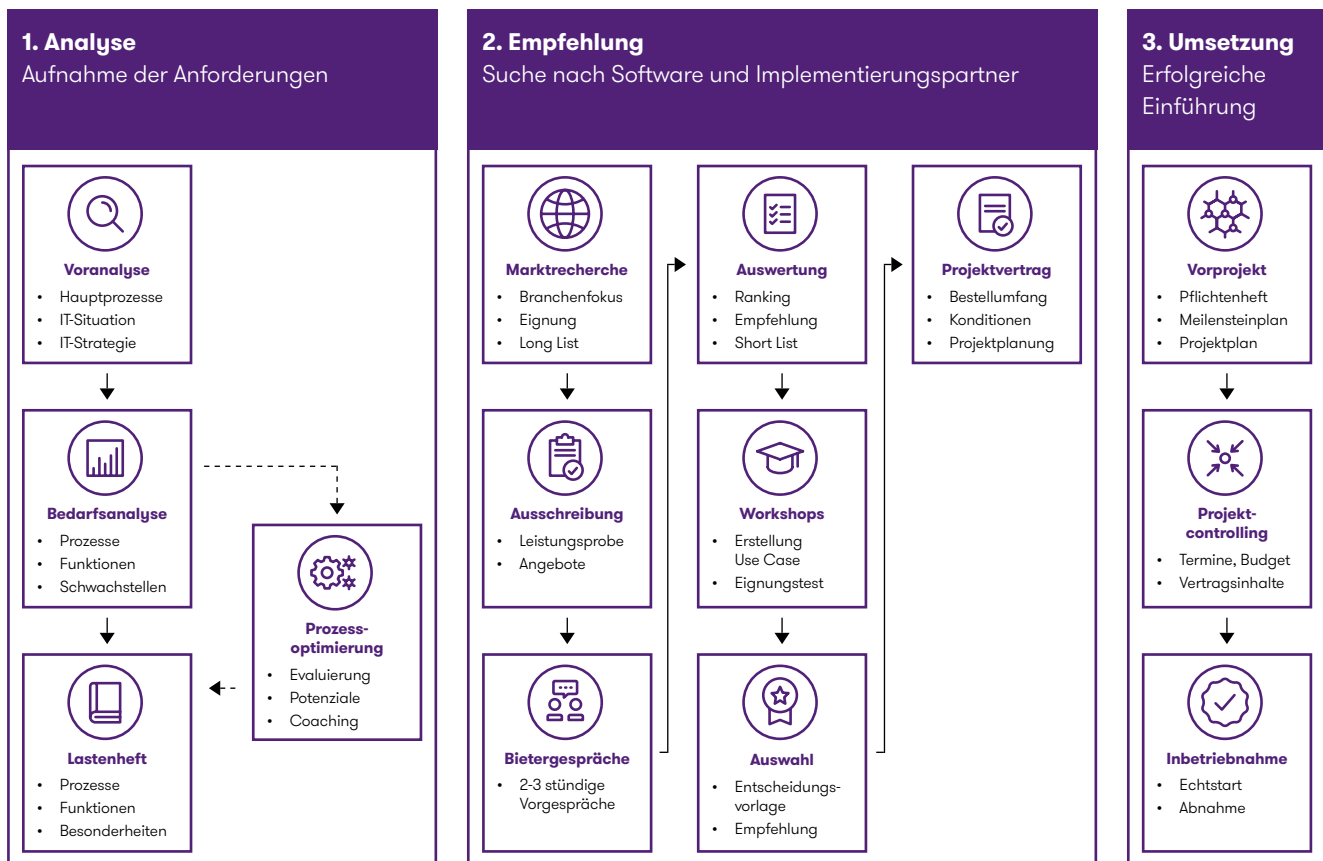 1. Analyse
Aufnahme der Anforderungen
Voranalyse
• Hauptprozesse
• IT-Situation
• IT-Strategie
Bedarfsanalyse
• Prozesse
• Funktionen
• Schwachstellen
Prozess-
optimierung
• Evaluierung
• Potenziale
• Coaching
Lastenheft
• Prozesse
• Funktionen
• Besonderheiten
2. Empfehlung
Suche nach Software und Implementierungspartner
Marktrecherche
• Branchenfokus
• Eignung
• Long List
Ausschreibung
• Leistungsprobe
• Angebote
Bietergespräche
• 2-3 stündige
Vorgespräche
Auswertung
• Ranking
• Empfehlung
• Short List
Workshops
• Erstellung
Use Case
• Eignungstest
Auswahl
• Entscheidungs-
vorlage
• Empfehlung
Projektvertrag
• Bestellumfang
• Konditionen
• Projektplanung
3. Umsetzung
Erfolgreiche
Einführung
Vorprojekt
• Pflichtenheft
• Meilensteinplan
• Projektplan
Projekt-
controlling
• Termine, Budget
• Vertragsinhalte
Inbetriebnahme
• Echtstart
• Abnahme